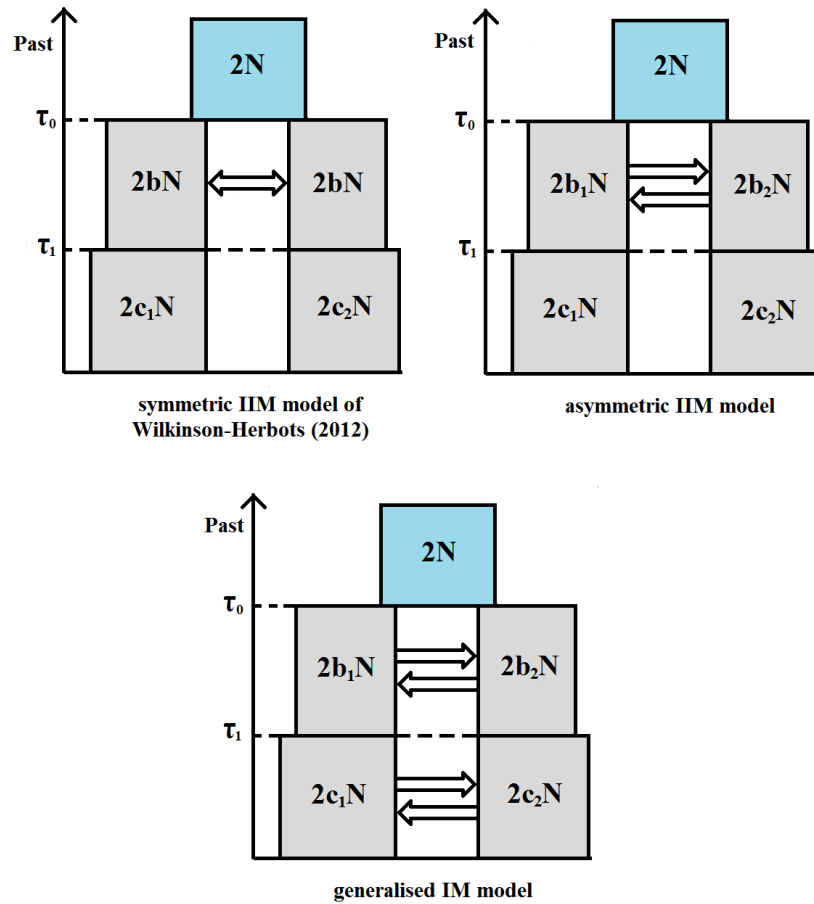 Past
2N
τ₀
2bN 2bN
τ₁
2c₁N 2c₂N
symmetric IIM model of
Wilkinson-Herbots (2012)
Past
2N
τ₀
2b₁N 2b₂N
τ₁
2c₁N 2c₂N
asymmetric IIM model
Past
2N
τ₀
2b₁N 2b₂N
τ₁
2c₁N 2c₂N
generalised IM model